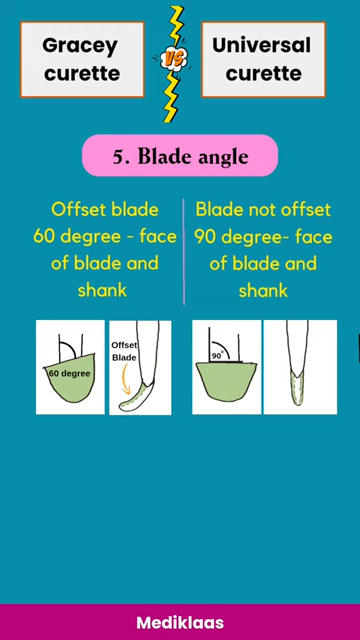 Gracey
curette
VS
Universal
curette
5. Blade angle
Offset blade
60 degree - face
of blade and
shank
Blade not offset
90 degree- face
of blade and
shank
60 degree
Offset
Blade
90°
Mediklaas